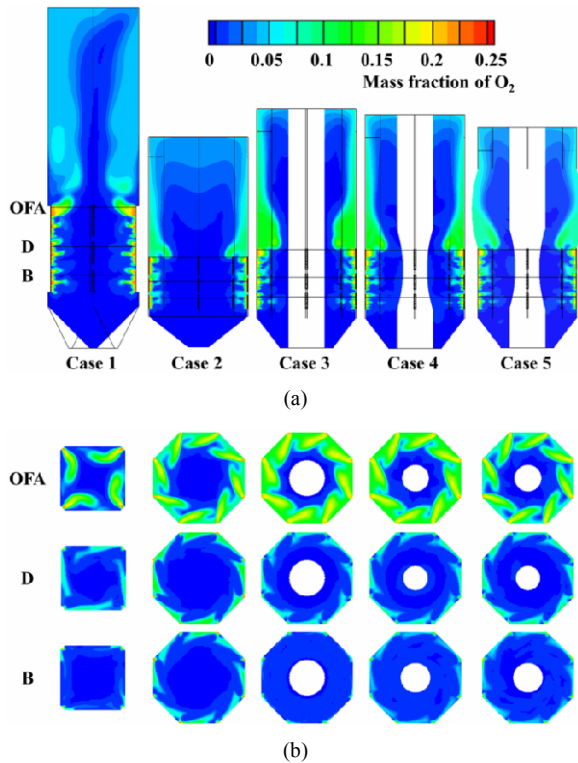 0 0.05 0.1 0.15 0.2 0.25
Mass fraction of O₂
OFA
D
B
Case 1 Case 2 Case 3 Case 4 Case 5
(a)
OFA
D
B
(b)